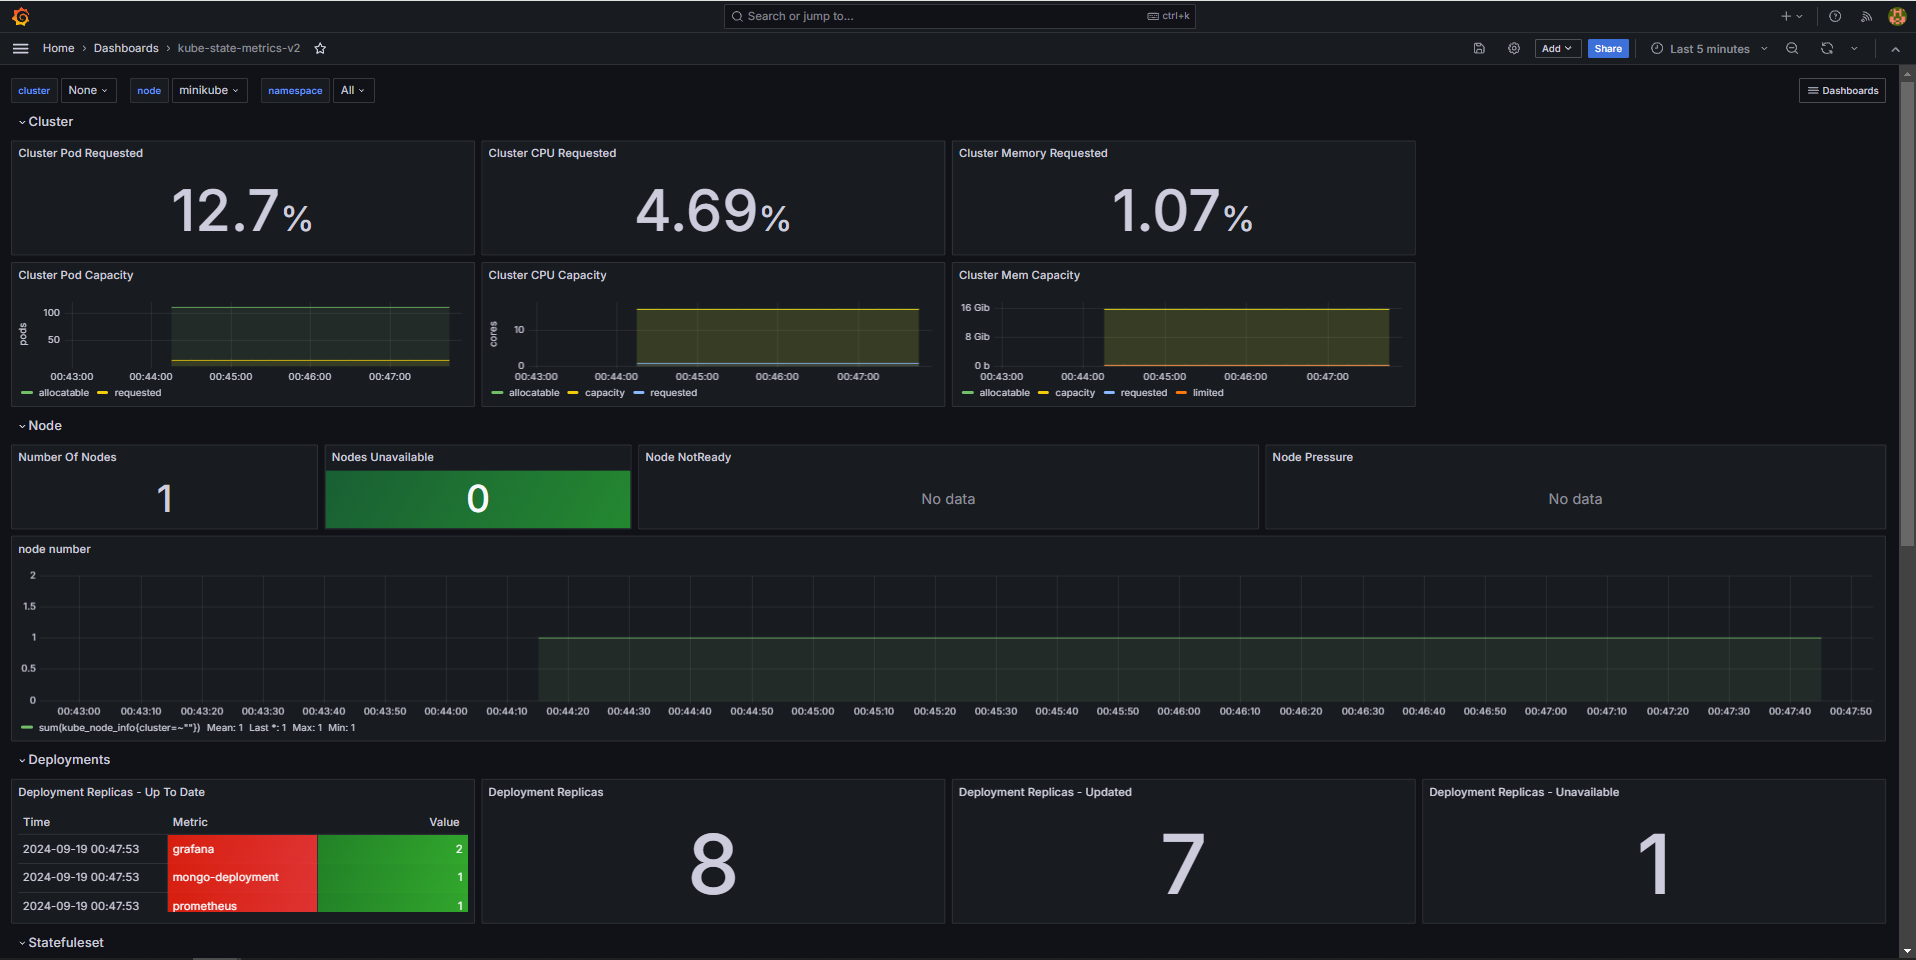 Search or jump to...
ctrl+k
Home › Dashboards › kube-state-metrics-v2
Add
Share
Last 5 minutes
cluster None node minikube namespace All
Dashboards
Cluster
Cluster Pod Requested
12.7%
Cluster CPU Requested
4.69%
Cluster Memory Requested
1.07%
Cluster Pod Capacity
pods
100
50
00:43:00 00:44:00 00:45:00 00:46:00 00:47:00
allocatable requested
Cluster CPU Capacity
cores
10
0
00:43:00 00:44:00 00:45:00 00:46:00 00:47:00
allocatable capacity requested
Cluster Mem Capacity
16 Gib
8 Gib
0 b
00:43:00 00:44:00 00:45:00 00:46:00 00:47:00
allocatable capacity requested limited
Node
Number Of Nodes
1
Nodes Unavailable
0
Node NotReady
No data
Node Pressure
No data
node number
2
1.5
1
0.5
0
00:43:00 00:43:10 00:43:20 00:43:30 00:43:40 00:43:50 00:44:00 00:44:10 00:44:20 00:44:30 00:44:40 00:44:50 00:45:00 00:45:10 00:45:20 00:45:30 00:45:40 00:45:50 00:46:00 00:46:10 00:46:20 00:46:30 00:46:40 00:46:50 00:47:00 00:47:10 00:47:20 00:47:30 00:47:40 00:47:50
sum(kube_node_info{cluster=~""}) Mean: 1 Last *: 1 Max: 1 Min: 1
Deployments
Deployment Replicas - Up To Date
Time Metric Value
2024-09-19 00:47:53 grafana 2
2024-09-19 00:47:53 mongo-deployment 1
2024-09-19 00:47:53 prometheus 1
Deployment Replicas
8
Deployment Replicas - Updated
7
Deployment Replicas - Unavailable
1
Statefuleset